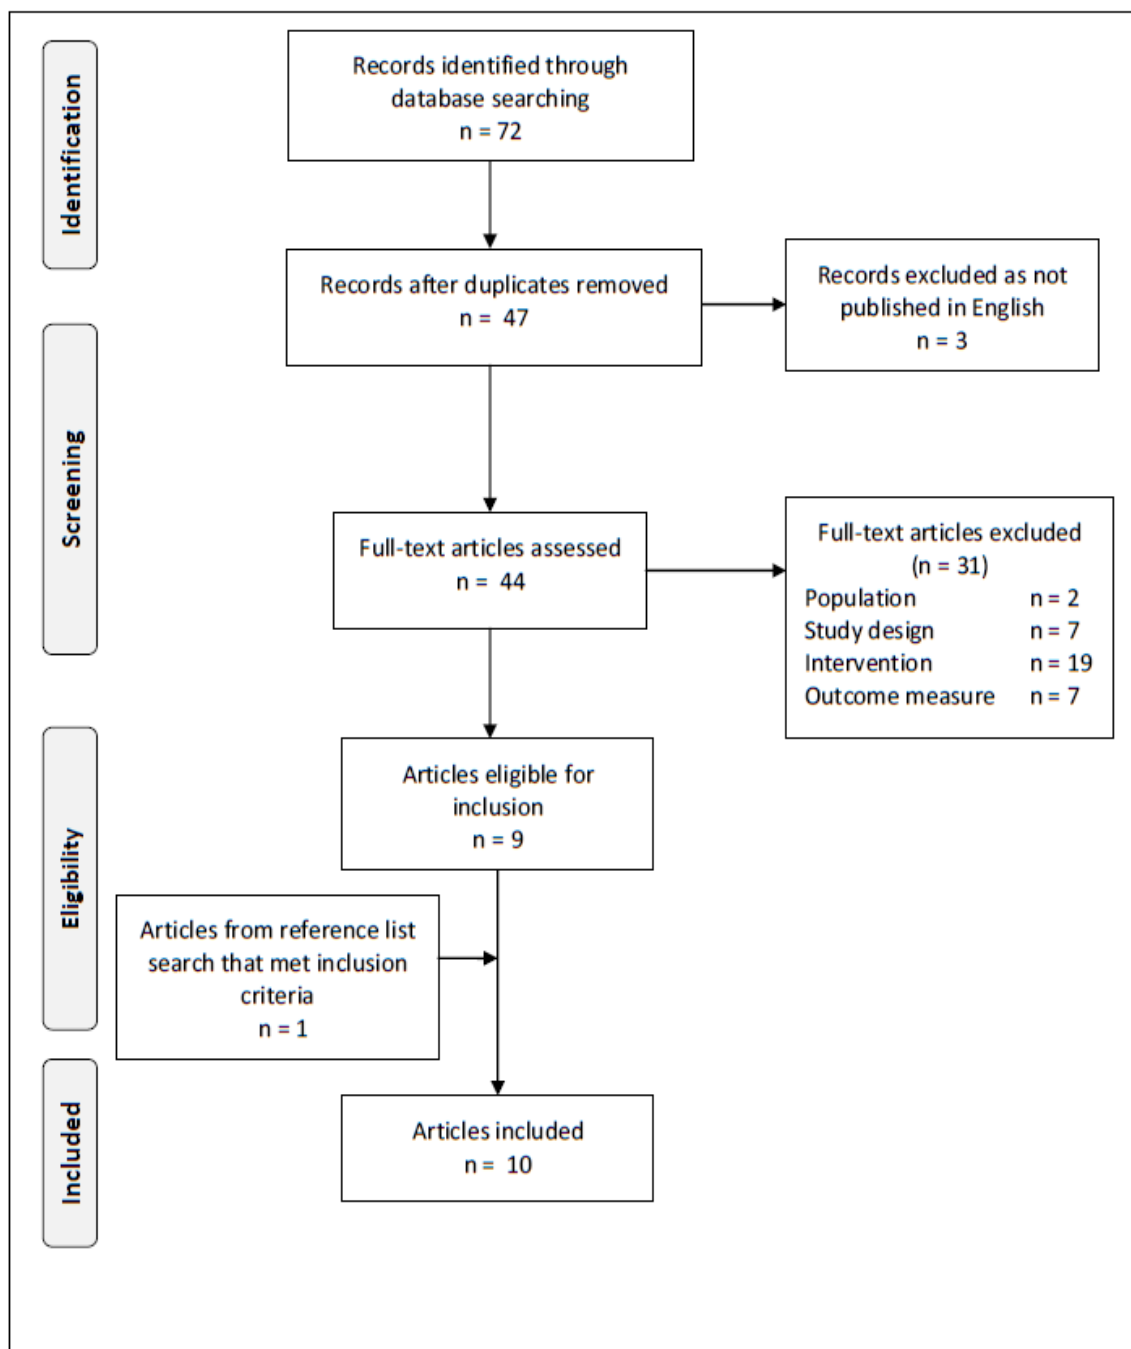 Identification
Records identified through
database searching
n = 72
Records after duplicates removed
n = 47
Records excluded as not
published in English
n = 3
Screening
Full-text articles assessed
n = 44
Full-text articles excluded
(n = 31)
Population n = 2
Study design n = 7
Intervention n = 19
Outcome measure n = 7
Eligibility
Articles eligible for
inclusion
n = 9
Articles from reference list
search that met inclusion
criteria
n = 1
Included
Articles included
n = 10